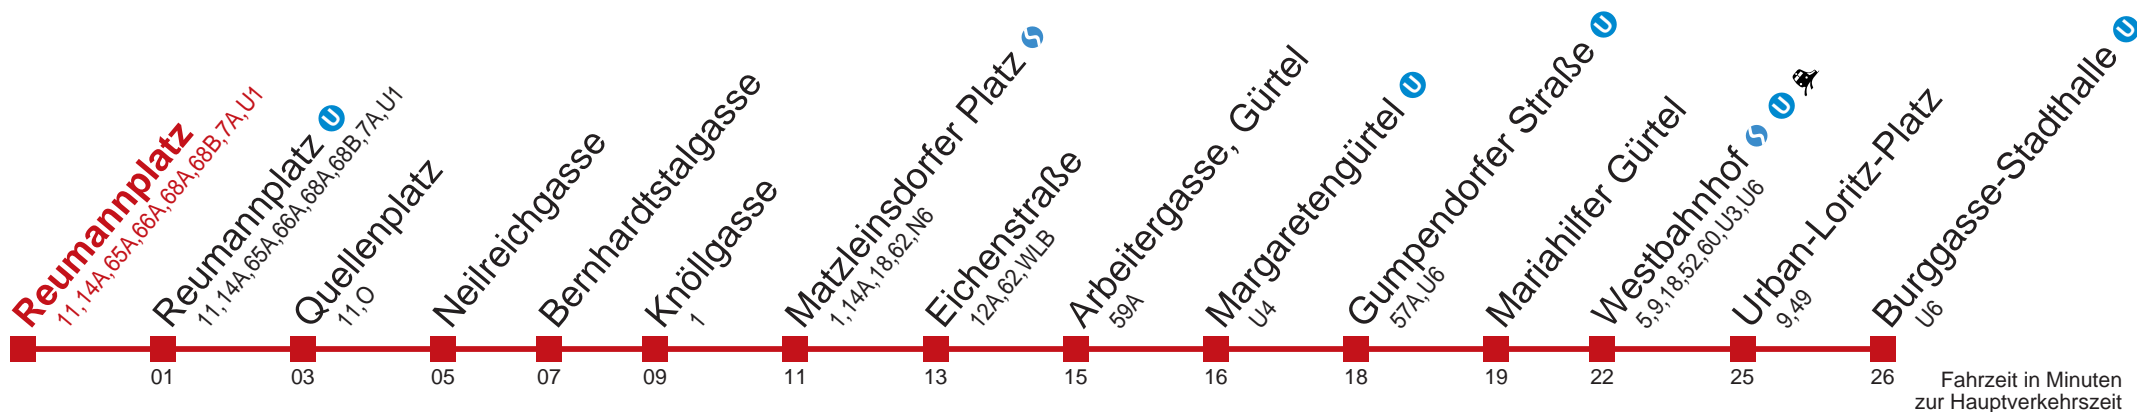 Reumannplatz
11,14A,65A,66A,68A,68B,7A,U1
Reumannplatz U
11,14A,65A,66A,68A,68B,7A,U1
Quellenplatz
11,O
Neilreichgasse
Bernhardtstalgasse
Knöllgasse
1
Matzleinsdorfer Platz S
1,14A,18,62,N6
Eichenstraße
12A,62,WLB
Arbeitergasse, Gürtel
59A
Margaretengürtel U
U4
Gumpendorfer Straße U
57A,U6
Mariahilfer Gürtel
Westbahnhof S U
5,9,18,52,60,U3,U6
Urban-Loritz-Platz
9,49
Burggasse-Stadthalle U
U6
01 03 05 07 09 11 13 15 16 18 19 22 25 26
Fahrzeit in Minuten
zur Hauptverkehrszeit